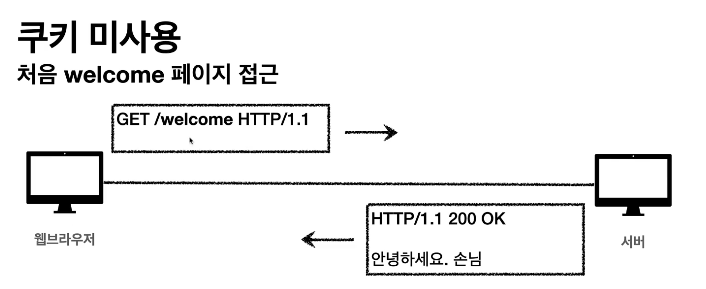 쿠키 미사용
처음 welcome 페이지 접근
GET /welcome HTTP/1.1
HTTP/1.1 200 OK
안녕하세요. 손님
웹브라우저
서버